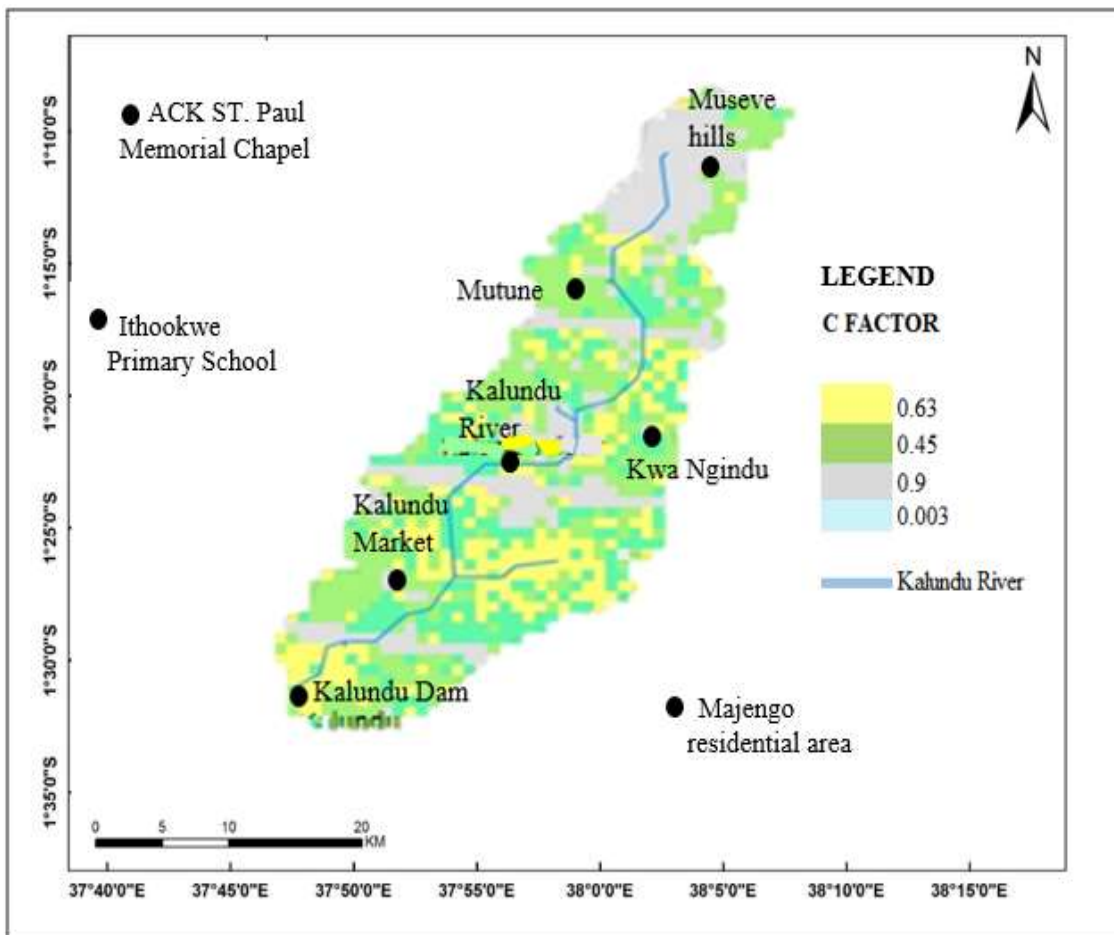 N
ACK ST. Paul
Memorial Chapel
Museve
hills
Mutune
Ithookwe
Primary School
Kalundu
River
Kwa Ngindu
Kalundu
Market
Kalundu Dam
Majengo
residential area
LEGEND
C FACTOR
0.63
0.45
0.9
0.003
Kalundu River
1°10'0"S
1°15'0"S
1°20'0"S
1°25'0"S
1°30'0"S
1°35'0"S
0 5 10 20
KM
37°40'0"E 37°45'0"E 37°50'0"E 37°55'0"E 38°0'0"E 38°5'0"E 38°10'0"E 38°15'0"E